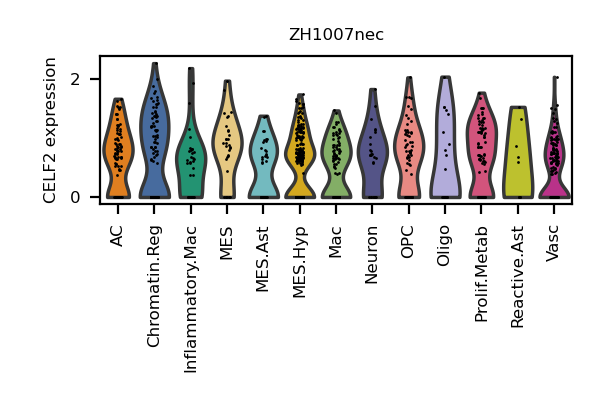 ZH1007nec
CELF2 expression
2
0
AC
Chromatin.Reg
Inflammatory.Mac
MES
MES.Ast
MES.Hyp
Mac
Neuron
OPC
Oligo
Prolif.Metab
Reactive.Ast
Vasc